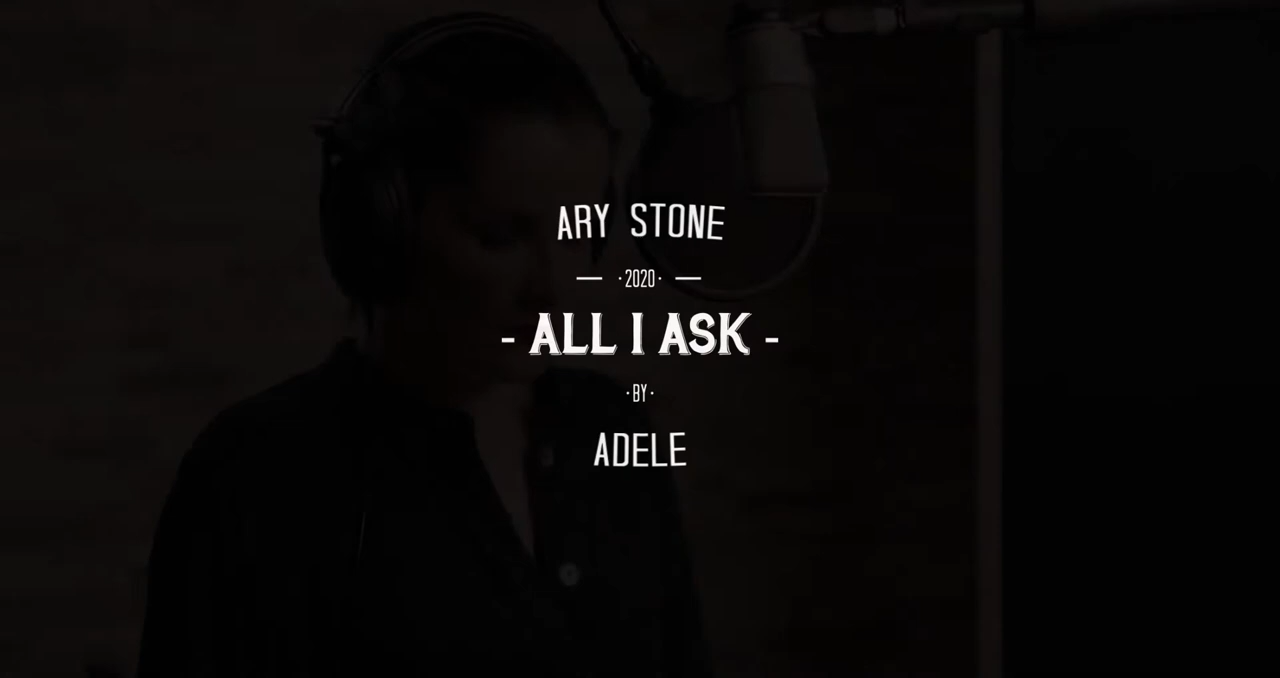 ARY STONE
— ·2020· —
- ALL I ASK -
·BY·
ADELE